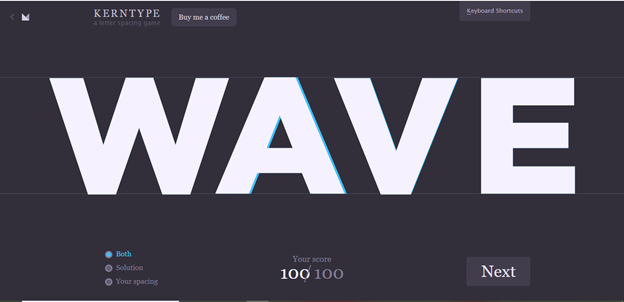 KERNTYPE
a letter spacing game
Buy me a coffee
Keyboard Shortcuts
WAVE
Both
Solution
Your spacing
Your score
100/100
Next